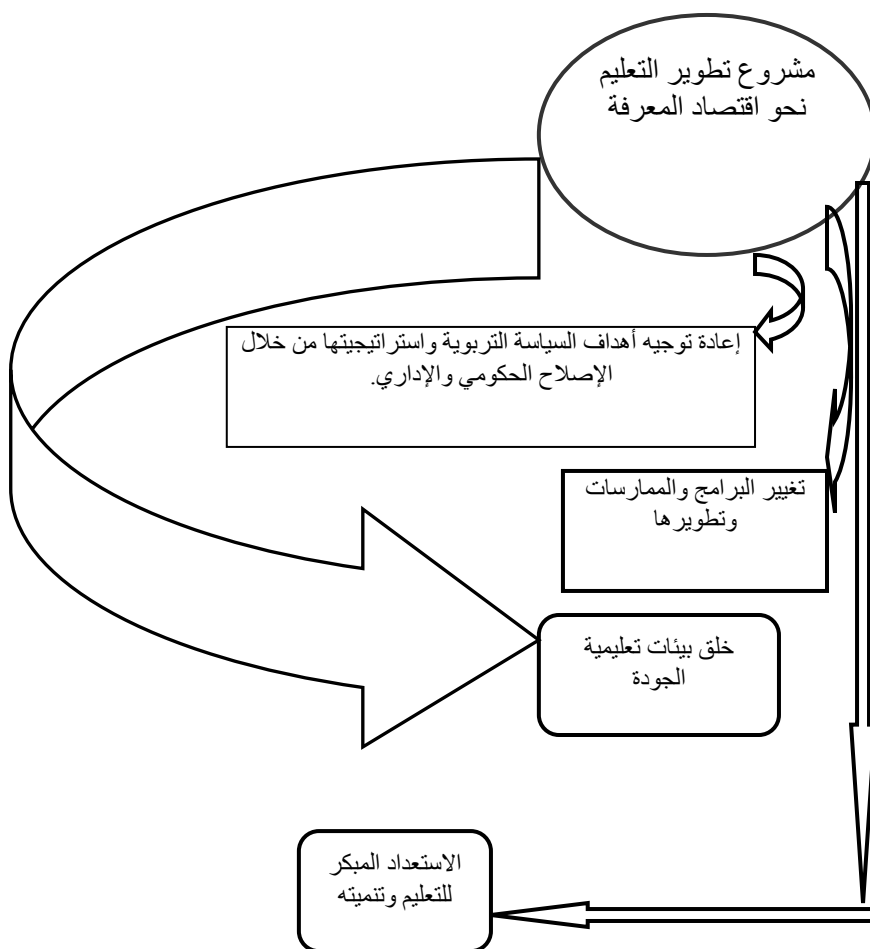 مشروع تطوير التعليم
نحو اقتصاد المعرفة
إعادة توجيه أهداف السياسة التربوية واستراتيجيتها من خلال
الإصلاح الحكومي والإداري.
تغيير البرامج والممارسات
وتطويرها
خلق بيئات تعليمية
الجودة
الاستعداد المبكر
للتعليم وتنميته